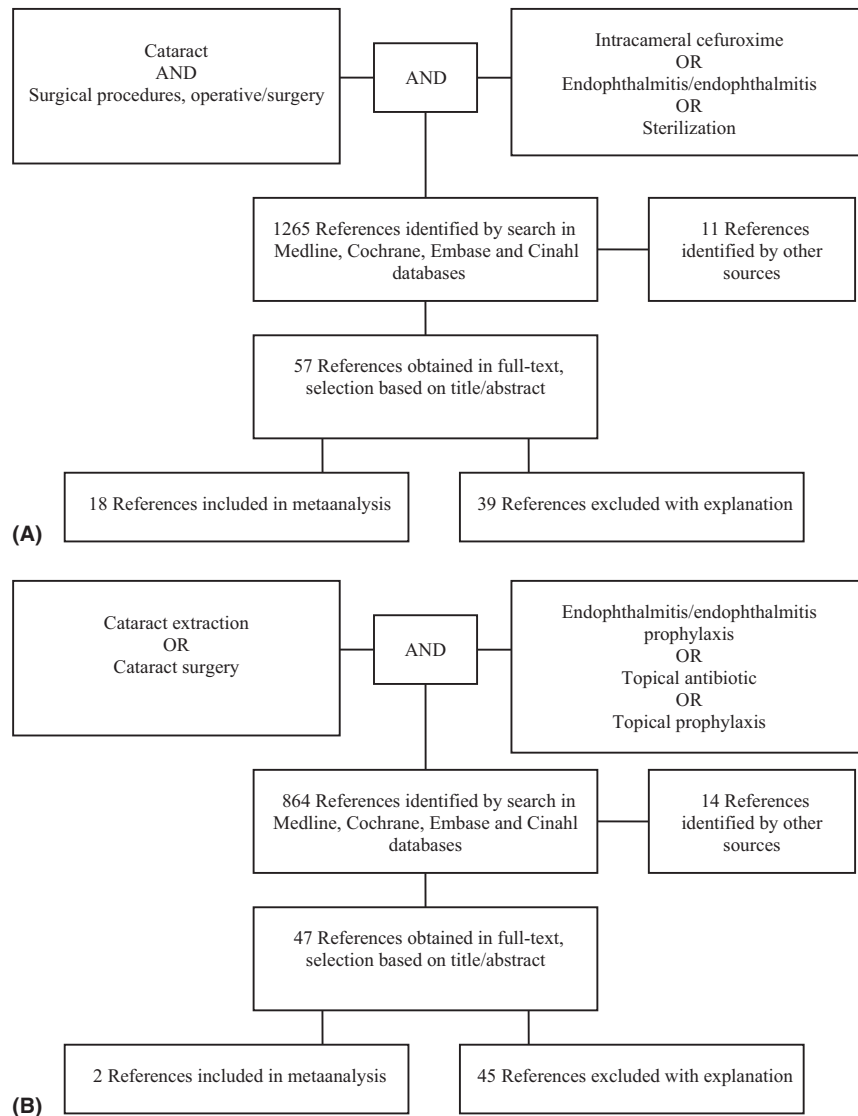 Cataract
AND
Surgical procedures, operative/surgery
AND
Intracameral cefuroxime
OR
Endophthalmitis/endophthalmitis
OR
Sterilization
1265 References identified by search in
Medline, Cochrane, Embase and Cinahl
databases
11 References
identified by other
sources
57 References obtained in full-text,
selection based on title/abstract
18 References included in metaanalysis
39 References excluded with explanation
(A)
Cataract extraction
OR
Cataract surgery
AND
Endophthalmitis/endophthalmitis
prophylaxis
OR
Topical antibiotic
OR
Topical prophylaxis
864 References identified by search in
Medline, Cochrane, Embase and Cinahl
databases
14 References
identified by other
sources
47 References obtained in full-text,
selection based on title/abstract
2 References included in metaanalysis
45 References excluded with explanation
(B)